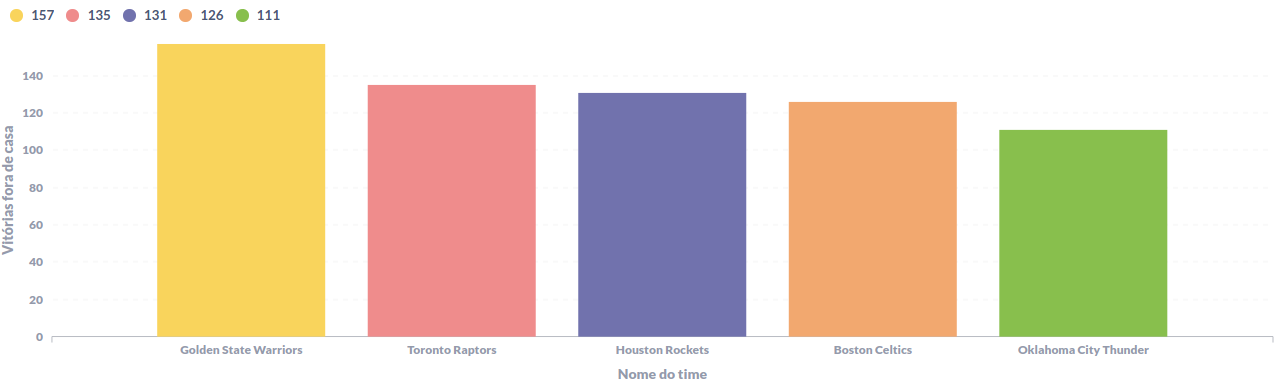 157 135 131 126 111
Vitórias fora de casa
140
120
100
80
60
40
20
0
Golden State Warriors Toronto Raptors Houston Rockets Boston Celtics Oklahoma City Thunder
Nome do time